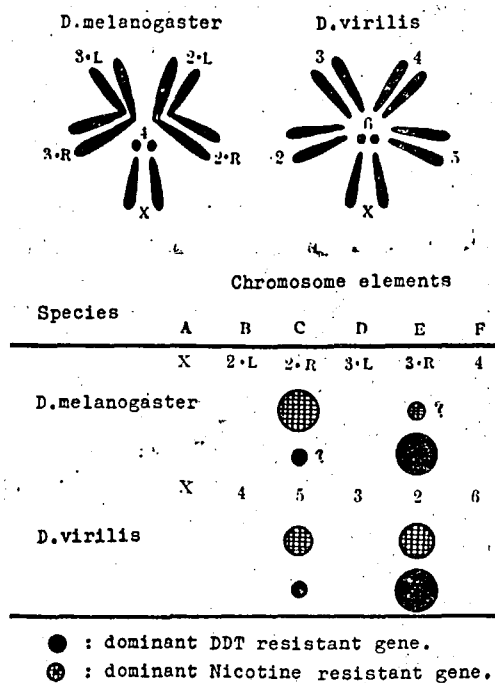 D.melanogaster D.virilis
3·L 2·L 3 4
4 6
3·R 2·R 2 5
X X
Chromosome elements
Species
A B C D E F
X 2·L 2·R 3·L 3·R 4
D.melanogaster ?
?
X 4 5 3 2 6
D.virilis
: dominant DDT resistant gene.
: dominant Nicotine resistant gene.